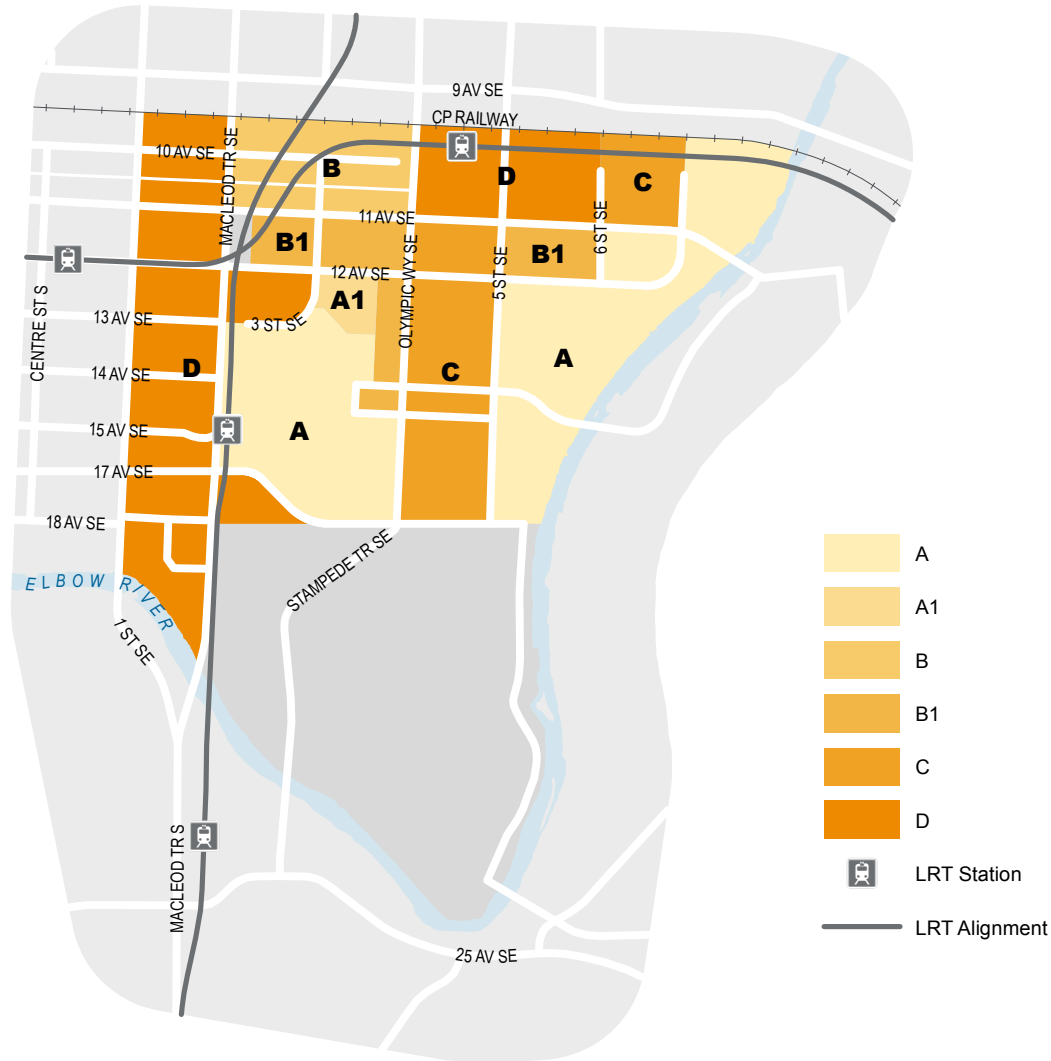 9 AV SE
CP RAILWAY
10 AV SE
MACLEOD TR SE
B
D
C
11 AV SE
B1
B1
6 ST SE
12 AV SE
OLYMPIC WY SE
5 ST SE
A1
CENTRE ST S
13 AV SE
3 ST SE
D
14 AV SE
C
A
15 AV SE
A
17 AV SE
18 AV SE
STAMPEDE TR SE
ELBOW RIVER
1 ST SE
MACLEOD TR S
25 AV SE
A
A1
B
B1
C
D
LRT Station
LRT Alignment